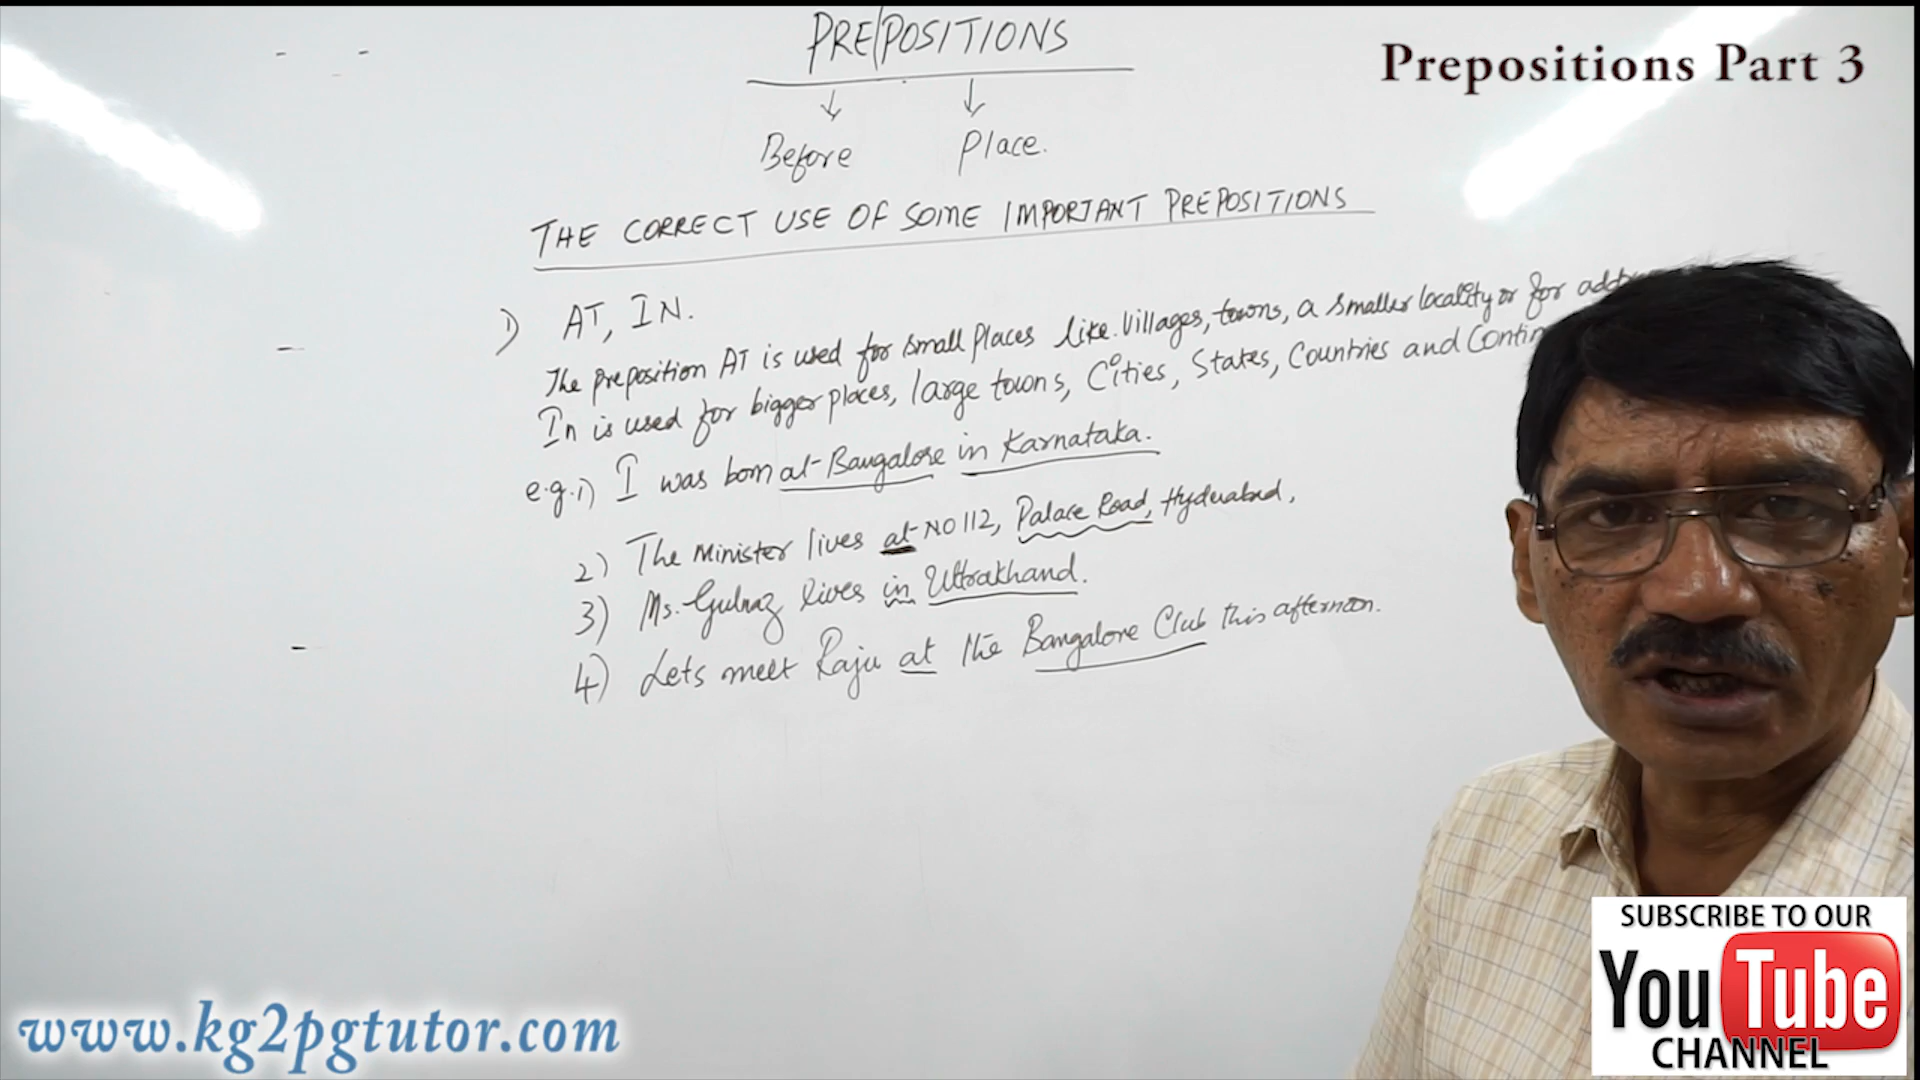 PRE/POSITIONS
Prepositions Part 3
Before Place.
THE CORRECT USE OF SOME IMPORTANT PREPOSITIONS
1) AT, IN.
The preposition AT is used for small places like villages, towns, a smaller locality or for
In is used for bigger places, large towns, Cities, States, Countries and
e.g. 1) I was born at Bangalore in Karnataka.
2) The Minister lives at NO 112, Palace Road, Hyderabad,
3) Ms. Gulnaz lives in Uttrakhand.
4) Lets meet Raju at the Bangalore Club this afternoon.
SUBSCRIBE TO OUR
YouTube
CHANNEL
www.kg2pgtutor.com